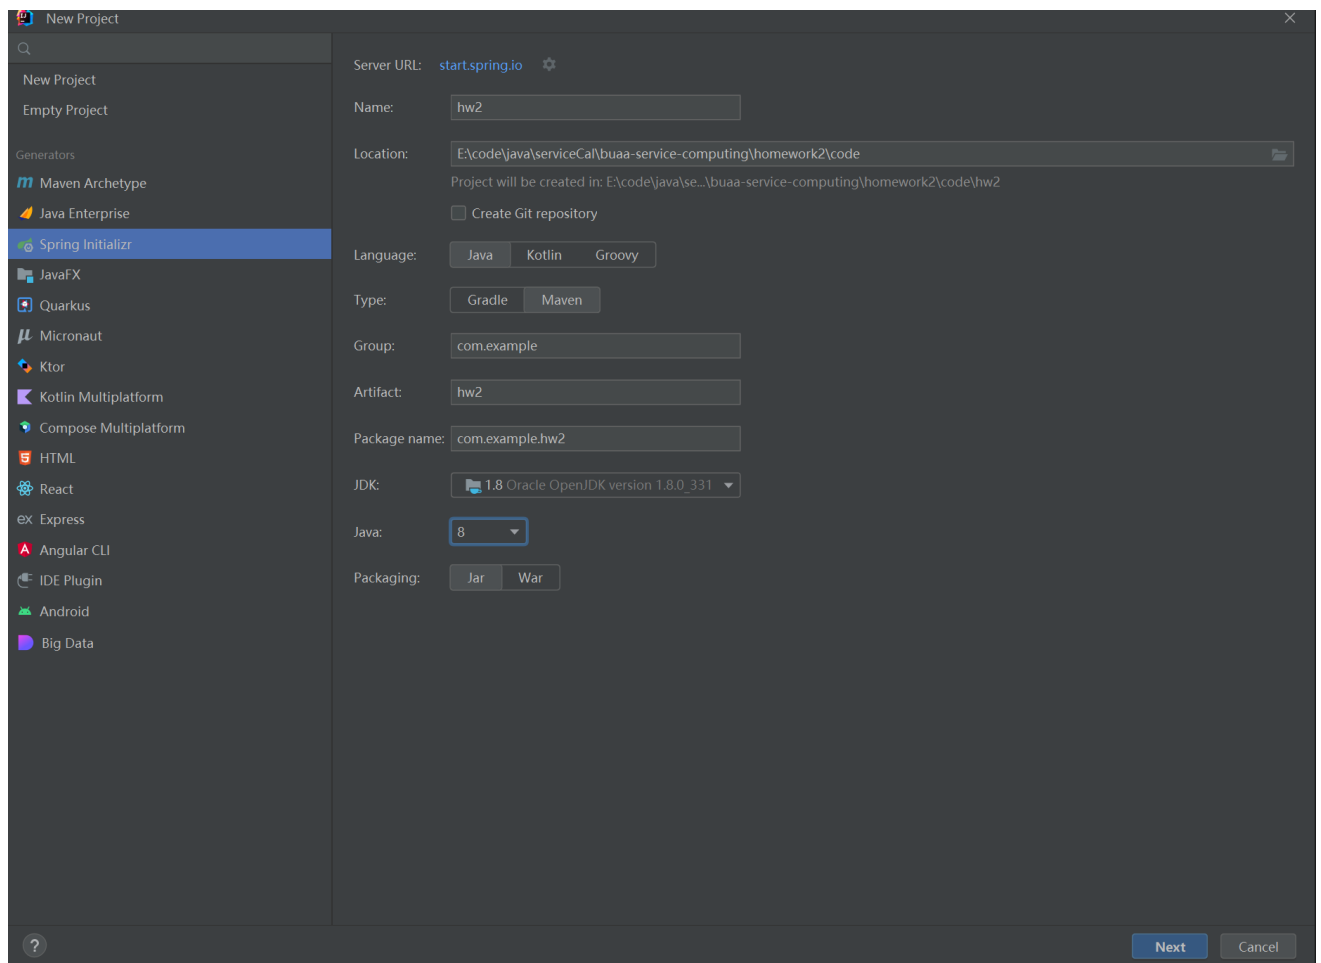 New Project
New Project
Empty Project
Generators
Maven Archetype
Java Enterprise
Spring Initializr
JavaFX
Quarkus
Micronaut
Ktor
Kotlin Multiplatform
Compose Multiplatform
HTML
React
Express
Angular CLI
IDE Plugin
Android
Big Data
Server URL: start.spring.io
Name: hw2
Location: E:\code\java\serviceCal\buaa-service-computing\homework2\code
Project will be created in: E:\code\java\se...\buaa-service-computing\homework2\code\hw2
Create Git repository
Language: Java Kotlin Groovy
Type: Gradle Maven
Group: com.example
Artifact: hw2
Package name: com.example.hw2
JDK: 1.8 Oracle OpenJDK version 1.8.0_331
Java: 8
Packaging: Jar War
? Next Cancel